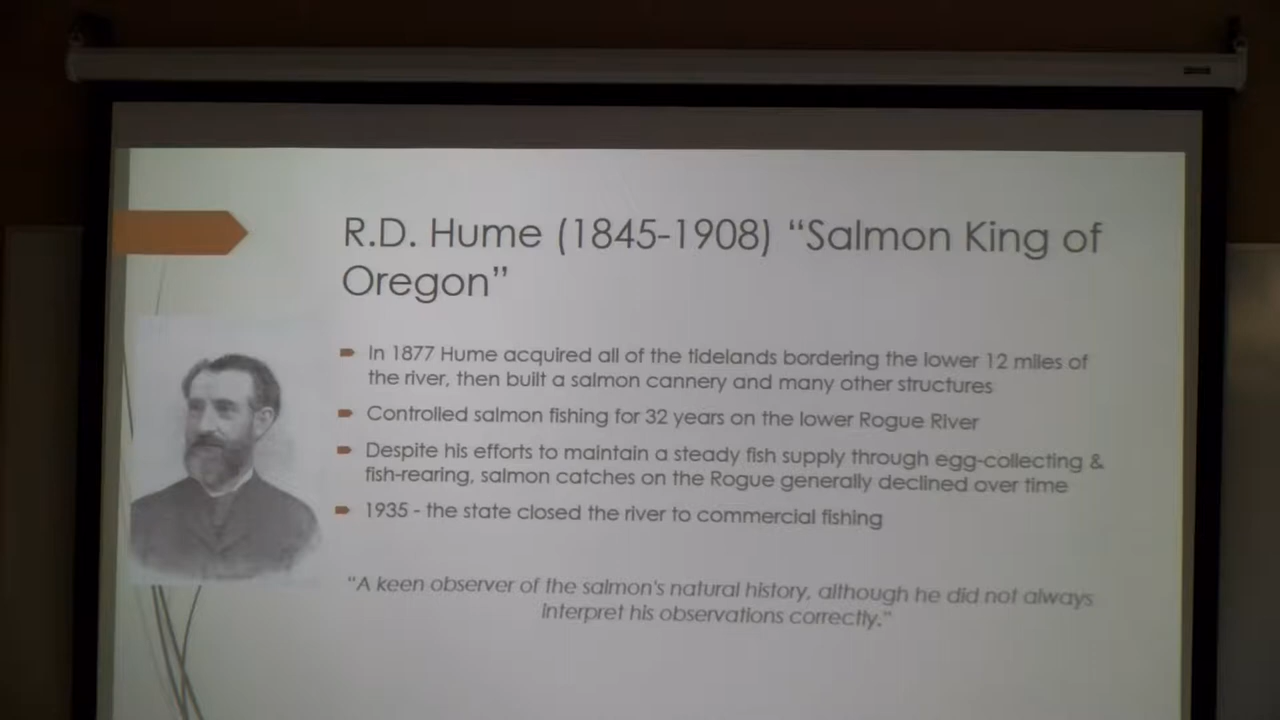 R.D. Hume (1845-1908) “Salmon King of
Oregon”
In 1877 Hume acquired all of the tidelands bordering the lower 12 miles of
the river, then built a salmon cannery and many other structures
Controlled salmon fishing for 32 years on the lower Rogue River
Despite his efforts to maintain a steady fish supply through egg-collecting &
fish-rearing, salmon catches on the Rogue generally declined over time
1935 - the state closed the river to commercial fishing
"A keen observer of the salmon's natural history, although he did not always
interpret his observations correctly."